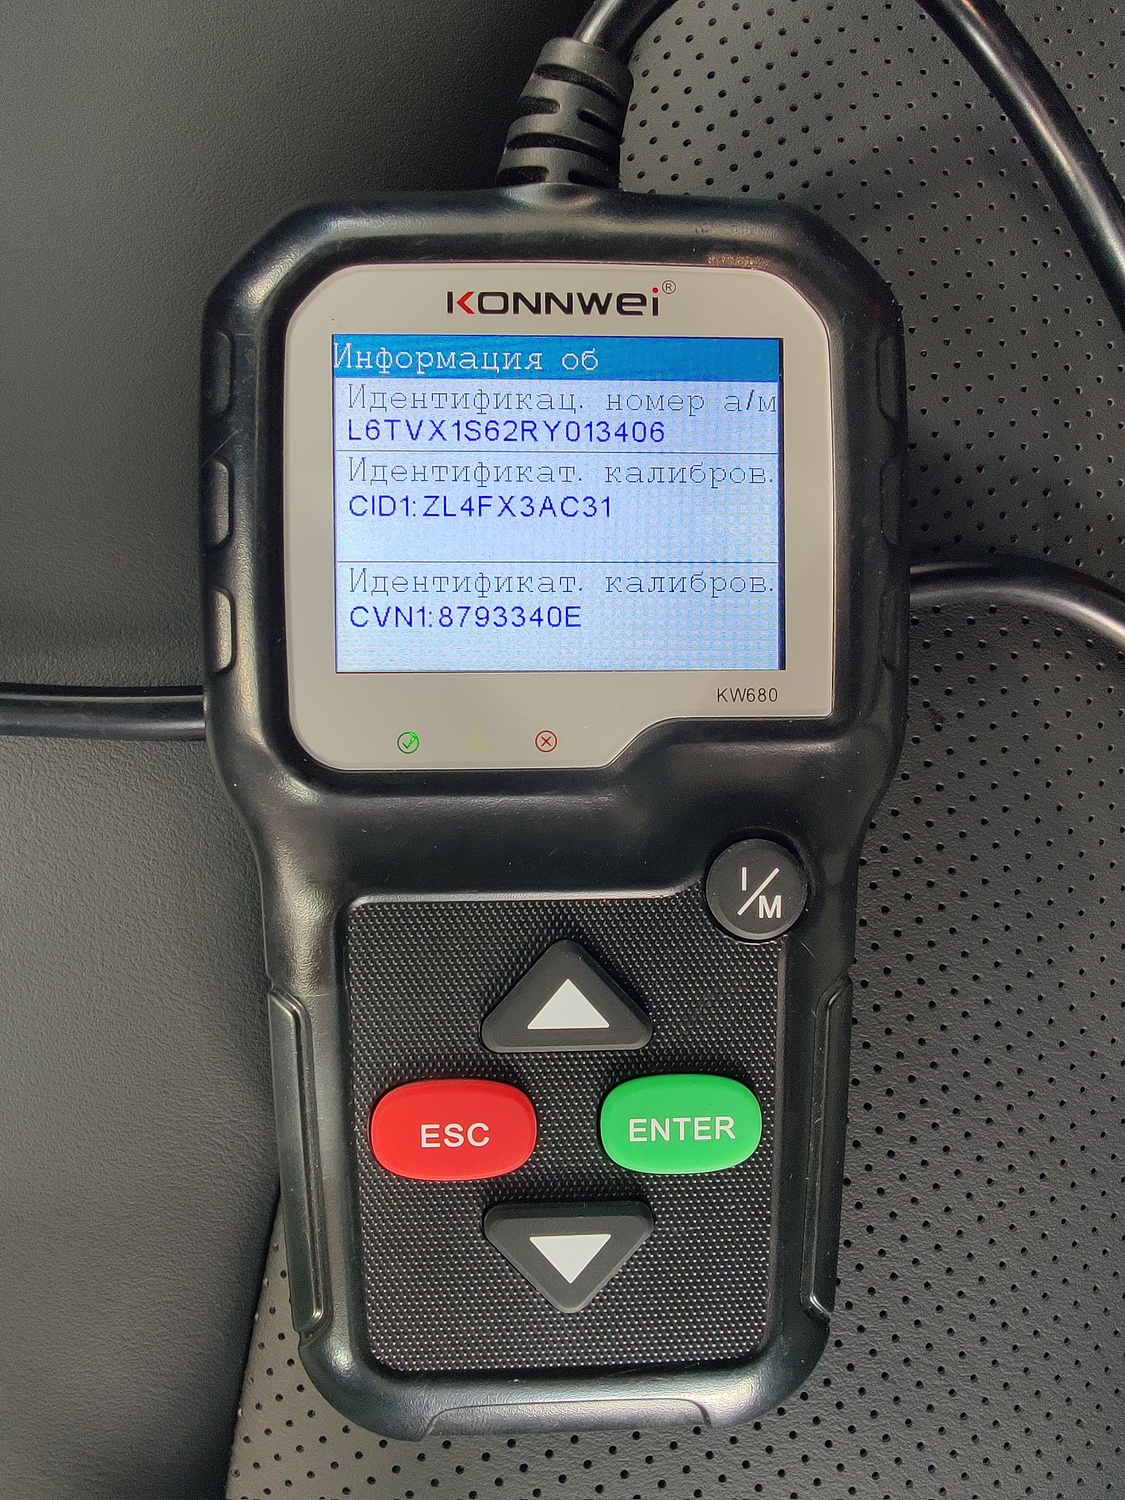 KONNWEI®
Информация об
Идентификац. номер а/м
L6TVX1S62RY013406
Идентификат. калибров.
CID1:ZL4FX3AC31
Идентификат. калибров.
CVN1:8793340E
KW680
I/M
ESC
ENTER